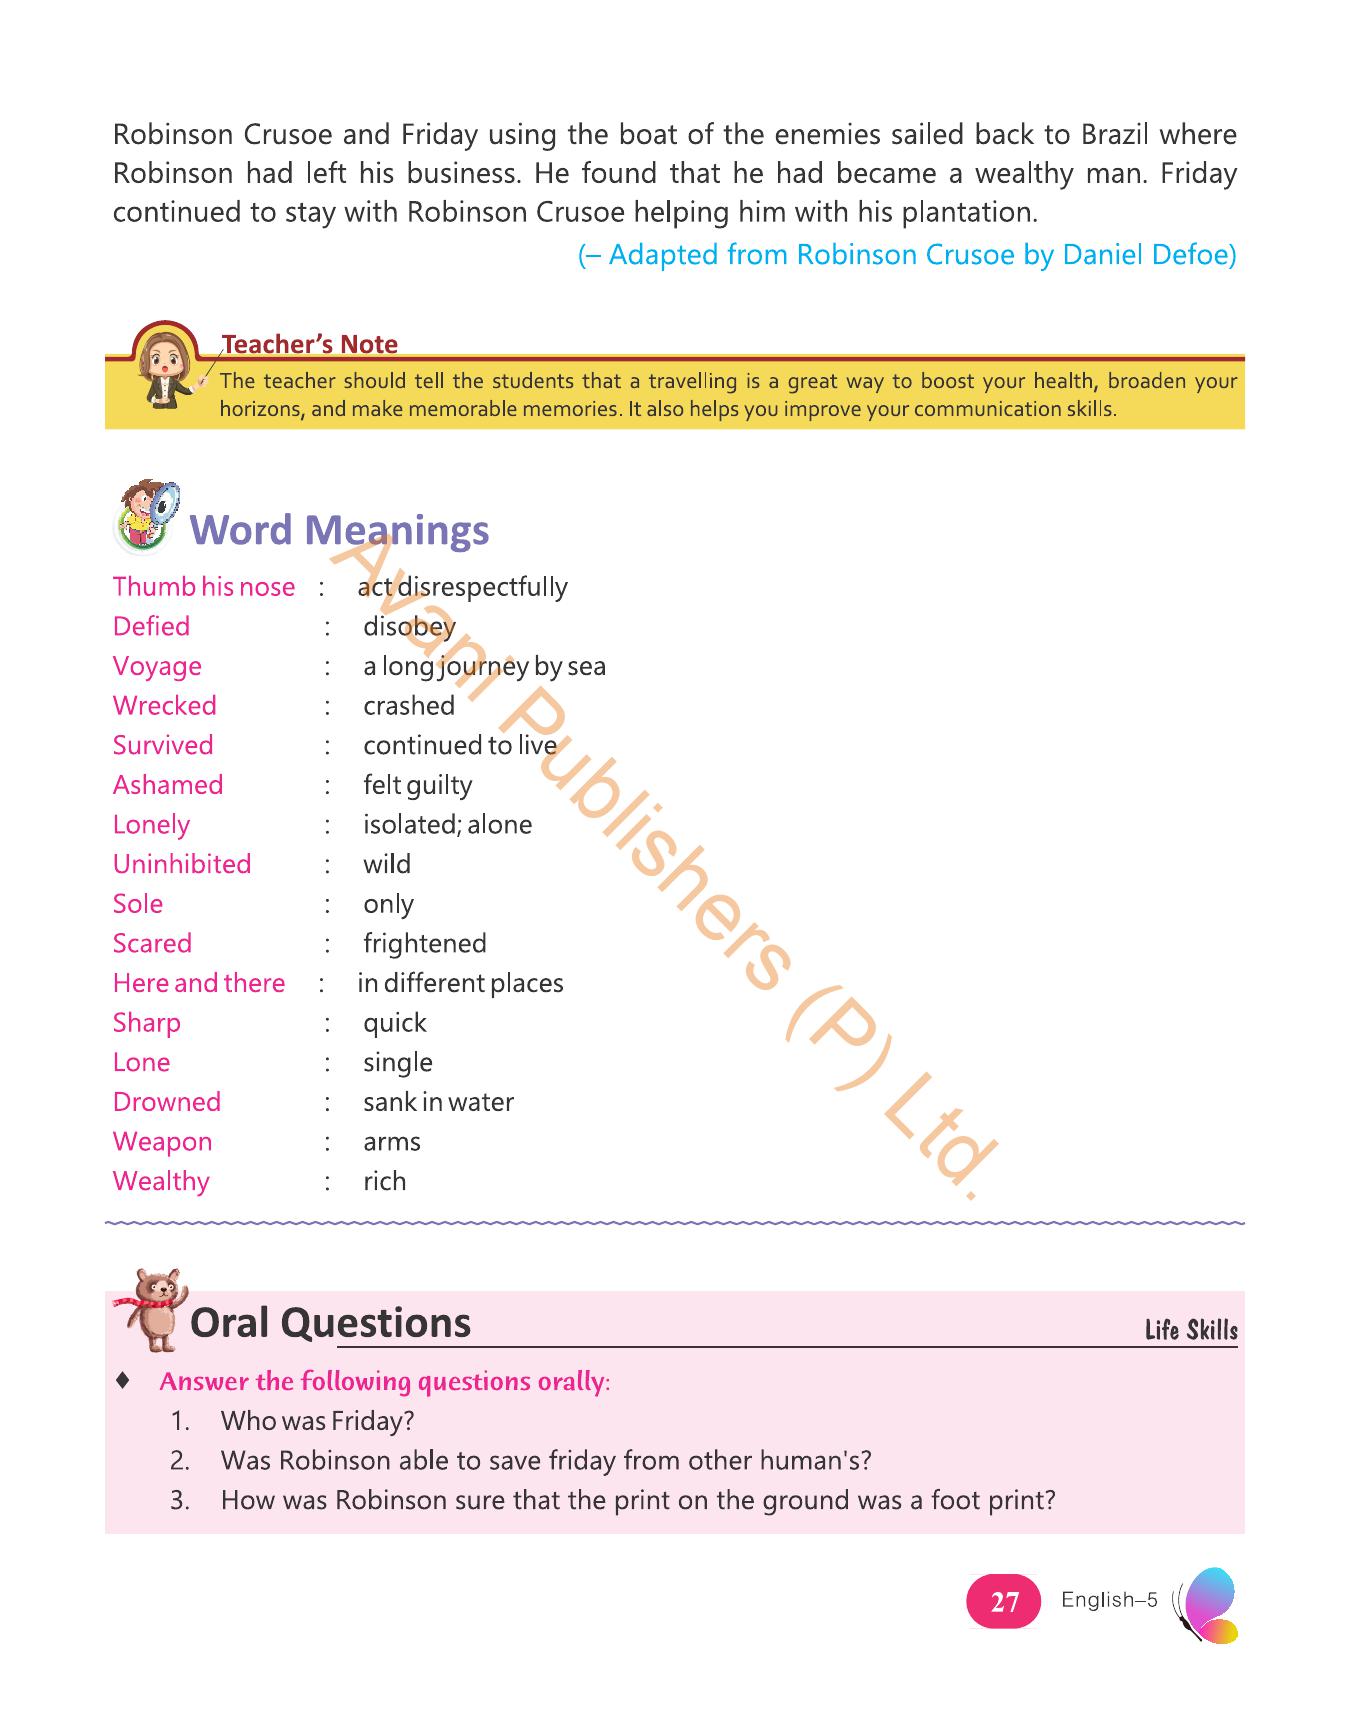 Robinson Crusoe and Friday using the boat of the enemies sailed back to Brazil where
Robinson had left his business. He found that he had became a wealthy man. Friday
continued to stay with Robinson Crusoe helping him with his plantation.
(– Adapted from Robinson Crusoe by Daniel Defoe)
Teacher's Note
The teacher should tell the students that a travelling is a great way to boost your health, broaden your
horizons, and make memorable memories. It also helps you improve your communication skills.
Word Meanings
Thumb his nose : act disrespectfully
Defied : disobey
Voyage : a long journey by sea
Wrecked : crashed
Survived : continued to live
Ashamed : felt guilty
Lonely : isolated; alone
Uninhibited : wild
Sole : only
Scared : frightened
Here and there : in different places
Sharp : quick
Lone : single
Drowned : sank in water
Weapon : arms
Wealthy : rich
Avani Publishers (P) Ltd.
Oral Questions
Life Skills
♦ Answer the following questions orally:
1. Who was Friday?
2. Was Robinson able to save friday from other human's?
3. How was Robinson sure that the print on the ground was a foot print?
27
English–5